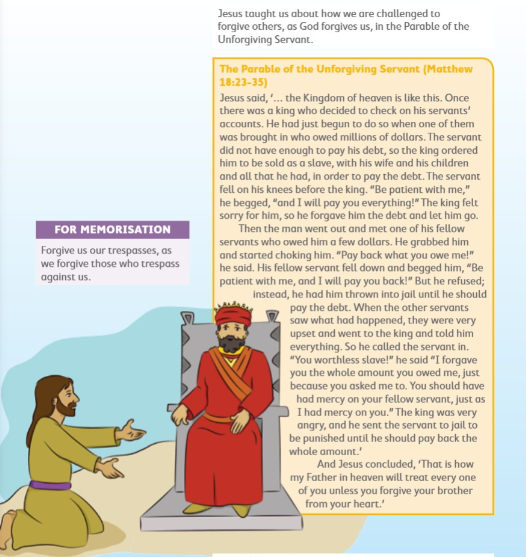 Jesus taught us about how we are challenged to
forgive others, as God forgives us, in the Parable of the
Unforgiving Servant.
The Parable of the Unforgiving Servant (Matthew
18:23-35)
Jesus said, ‘... the Kingdom of heaven is like this. Once
there was a king who decided to check on his servants’
accounts. He had just begun to do so when one of them
was brought in who owed millions of dollars. The servant
did not have enough to pay his debt, so the king ordered
him to be sold as a slave, with his wife and his children
and all that he had, in order to pay the debt. The servant
fell on his knees before the king. “Be patient with me,”
he begged, “and I will pay you everything!” The king felt
sorry for him, so he forgave him the debt and let him go.
Then the man went out and met one of his fellow
servants who owed him a few dollars. He grabbed him
and started choking him. “Pay back what you owe me!”
he said. His fellow servant fell down and begged him, “Be
patient with me, and I will pay you back!” But he refused;
instead, he had him thrown into jail until he should
pay the debt. When the other servants
saw what had happened, they were very
upset and went to the king and told him
everything. So he called the servant in.
“You worthless slave!” he said “I forgave
you the whole amount you owed me, just
because you asked me to. You should have
had mercy on your fellow servant, just as
I had mercy on you.” The king was very
angry, and he sent the servant to jail to
be punished until he should pay back the
whole amount.’
And Jesus concluded, ‘That is how
my Father in heaven will treat every one
of you unless you forgive your brother
from your heart.’
FOR MEMORISATION
Forgive us our trespasses, as
we forgive those who trespass
against us.